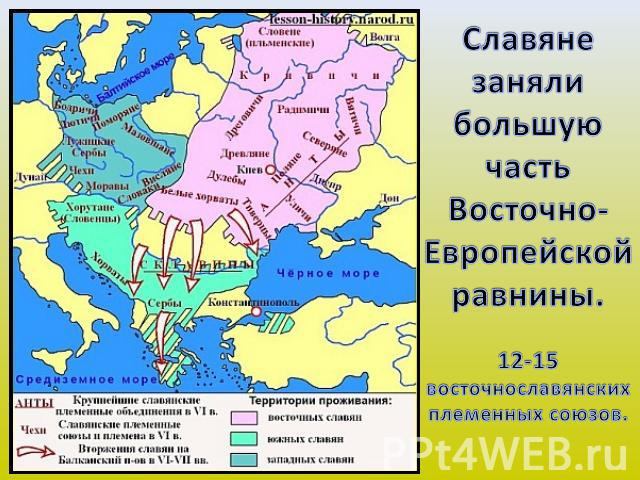 lesson-history.narod.ru
Словене
(ильменские)
Волга
Кривичи
Балтийское море
Бодричи
Лютичи
Поморяне
Мазовшане
Лужицкие
Сербы
Чехи
Висляне
Моравы
Словаки
Дунай
Дреговичи
Радимичи
Вятичи
Северяне
Древляне
Киев
Поляне
Дулебы
Белые хорваты
АНТЫ
Тиверцы
Уличи
Днепр
Дон
Хорутане
(Словенцы)
Хорваты
СКЛАВИНЫ
Чёрное море
Сербы
Константинополь
Средиземное море
АНТЫ Крупнейшие славянские
племенные объединения в VI в.
Чехи Славянские племенные
союзы и племена в VI в.
Вторжения славян на
Балканский п-ов в VI-VII вв.
Территории проживания:
восточных славян
южных славян
западных славян
Славяне
заняли
большую
часть
Восточно-
Европейской
равнины.
12-15
восточнославянских
племенных союзов.
PPt4WEB.ru